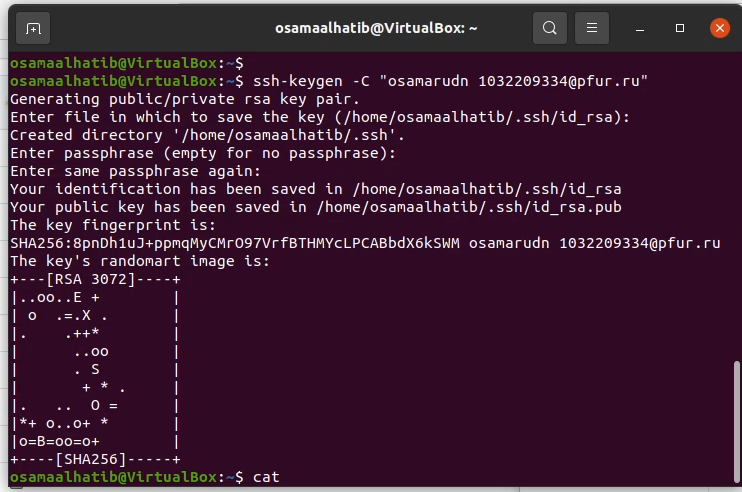 osamaalhatib@VirtualBox: ~
osamaalhatib@VirtualBox:~$
osamaalhatib@VirtualBox:~$ ssh-keygen -C "osamarudn 1032209334@pfur.ru"
Generating public/private rsa key pair.
Enter file in which to save the key (/home/osamaalhatib/.ssh/id_rsa):
Created directory '/home/osamaalhatib/.ssh'.
Enter passphrase (empty for no passphrase):
Enter same passphrase again:
Your identification has been saved in /home/osamaalhatib/.ssh/id_rsa
Your public key has been saved in /home/osamaalhatib/.ssh/id_rsa.pub
The key fingerprint is:
SHA256:8pnDh1uJ+ppmqMyCMrO97VrfBTHMYcLPCABbdX6kSWM osamarudn 1032209334@pfur.ru
The key's randomart image is:
+---[RSA 3072]----+
|..oo..E +        |
| o  .=.X .       |
|.    .++*        |
|      ..oo       |
|      . S        |
|       + * .     |
|.   ..  O =      |
|*+ o..o+ *       |
|o=B=oo=o+        |
+----[SHA256]-----+
osamaalhatib@VirtualBox:~$ cat